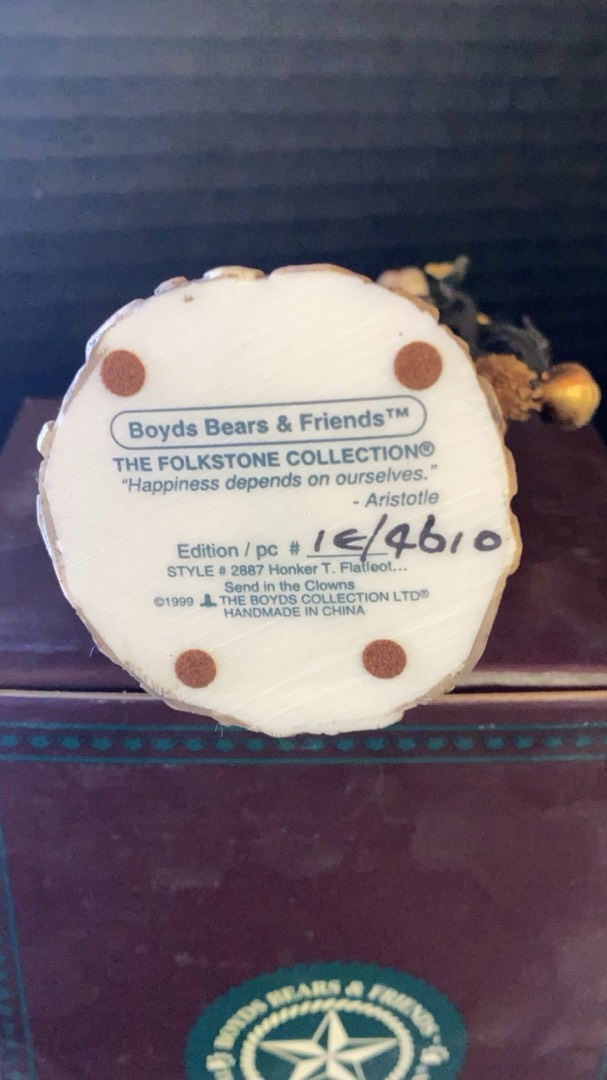 Boyds Bears & Friends™
THE FOLKSTONE COLLECTION®
"Happiness depends on ourselves."
- Aristotle
Edition / pc # 1E/4610
STYLE # 2887 Honker T. Flatfoot...
Send in the Clowns
©1999 THE BOYDS COLLECTION LTD®
HANDMADE IN CHINA
BOYDS BEARS & FRIENDS